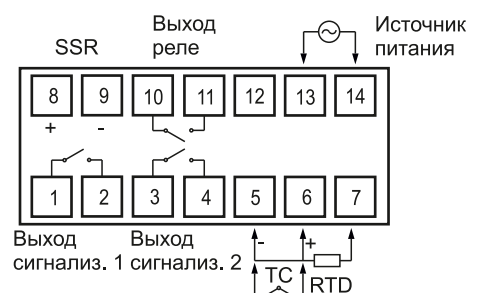 SSR
Выход
реле
Источник
питания
8 9 10 11 12 13 14
+ -
1 2 3 4 5 6 7
Выход
сигнализ. 1
Выход
сигнализ. 2
- +
TC
RTD